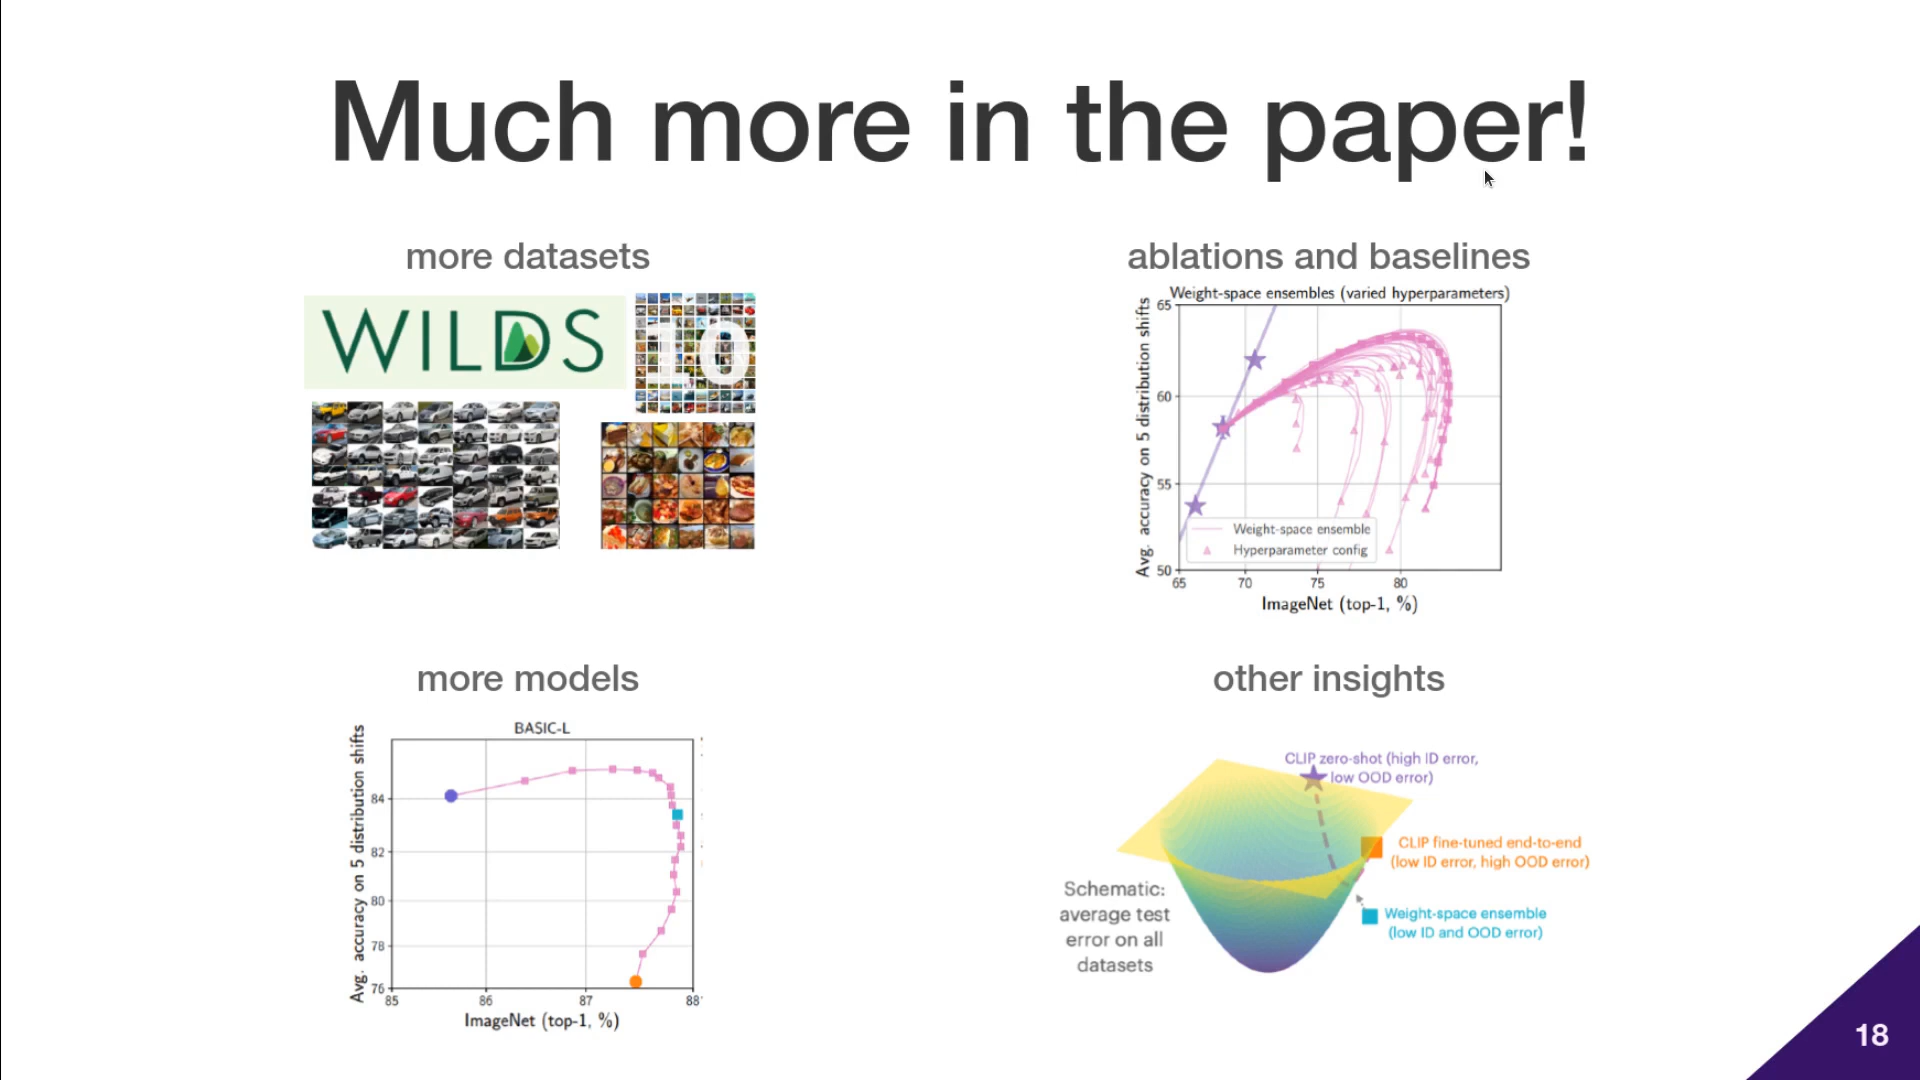 Much more in the paper!
more datasets
WILDS
10
ablations and baselines
Weight-space ensembles (varied hyperparameters)
Avg. accuracy on 5 distribution shifts
65
60
55
50
Weight-space ensemble
Hyperparameter config
65 70 75 80
ImageNet (top-1, %)
more models
BASIC-L
Avg. accuracy on 5 distribution shifts
84
82
80
78
76
85 86 87 88
ImageNet (top-1, %)
other insights
CLIP zero-shot (high ID error,
low OOD error)
CLIP fine-tuned end-to-end
(low ID error, high OOD error)
Weight-space ensemble
(low ID and OOD error)
Schematic:
average test
error on all
datasets
18